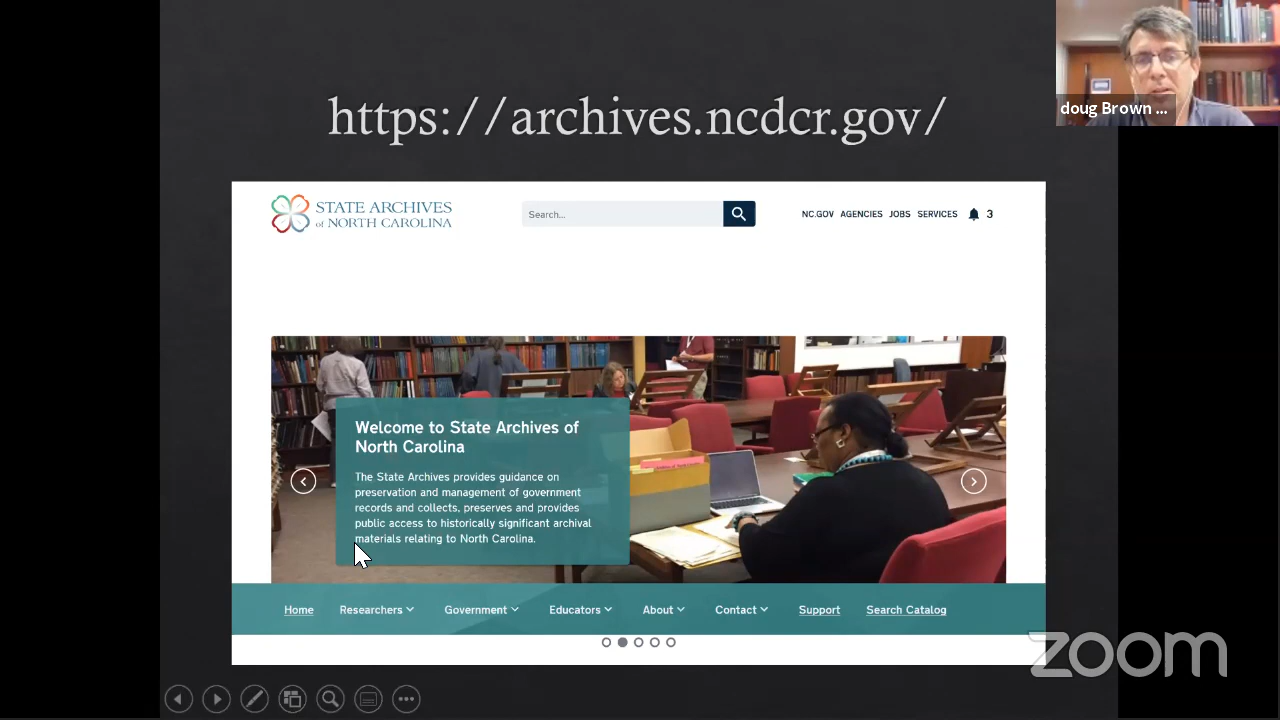 https://archives.ncdcr.gov/
doug Brown ...
STATE ARCHIVES
of NORTH CAROLINA
Search...
NC.GOV AGENCIES JOBS SERVICES 3
Welcome to State Archives of
North Carolina
The State Archives provides guidance on
preservation and management of government
records and collects, preserves and provides
public access to historically significant archival
materials relating to North Carolina.
Home Researchers Government Educators About Contact Support Search Catalog
zoom